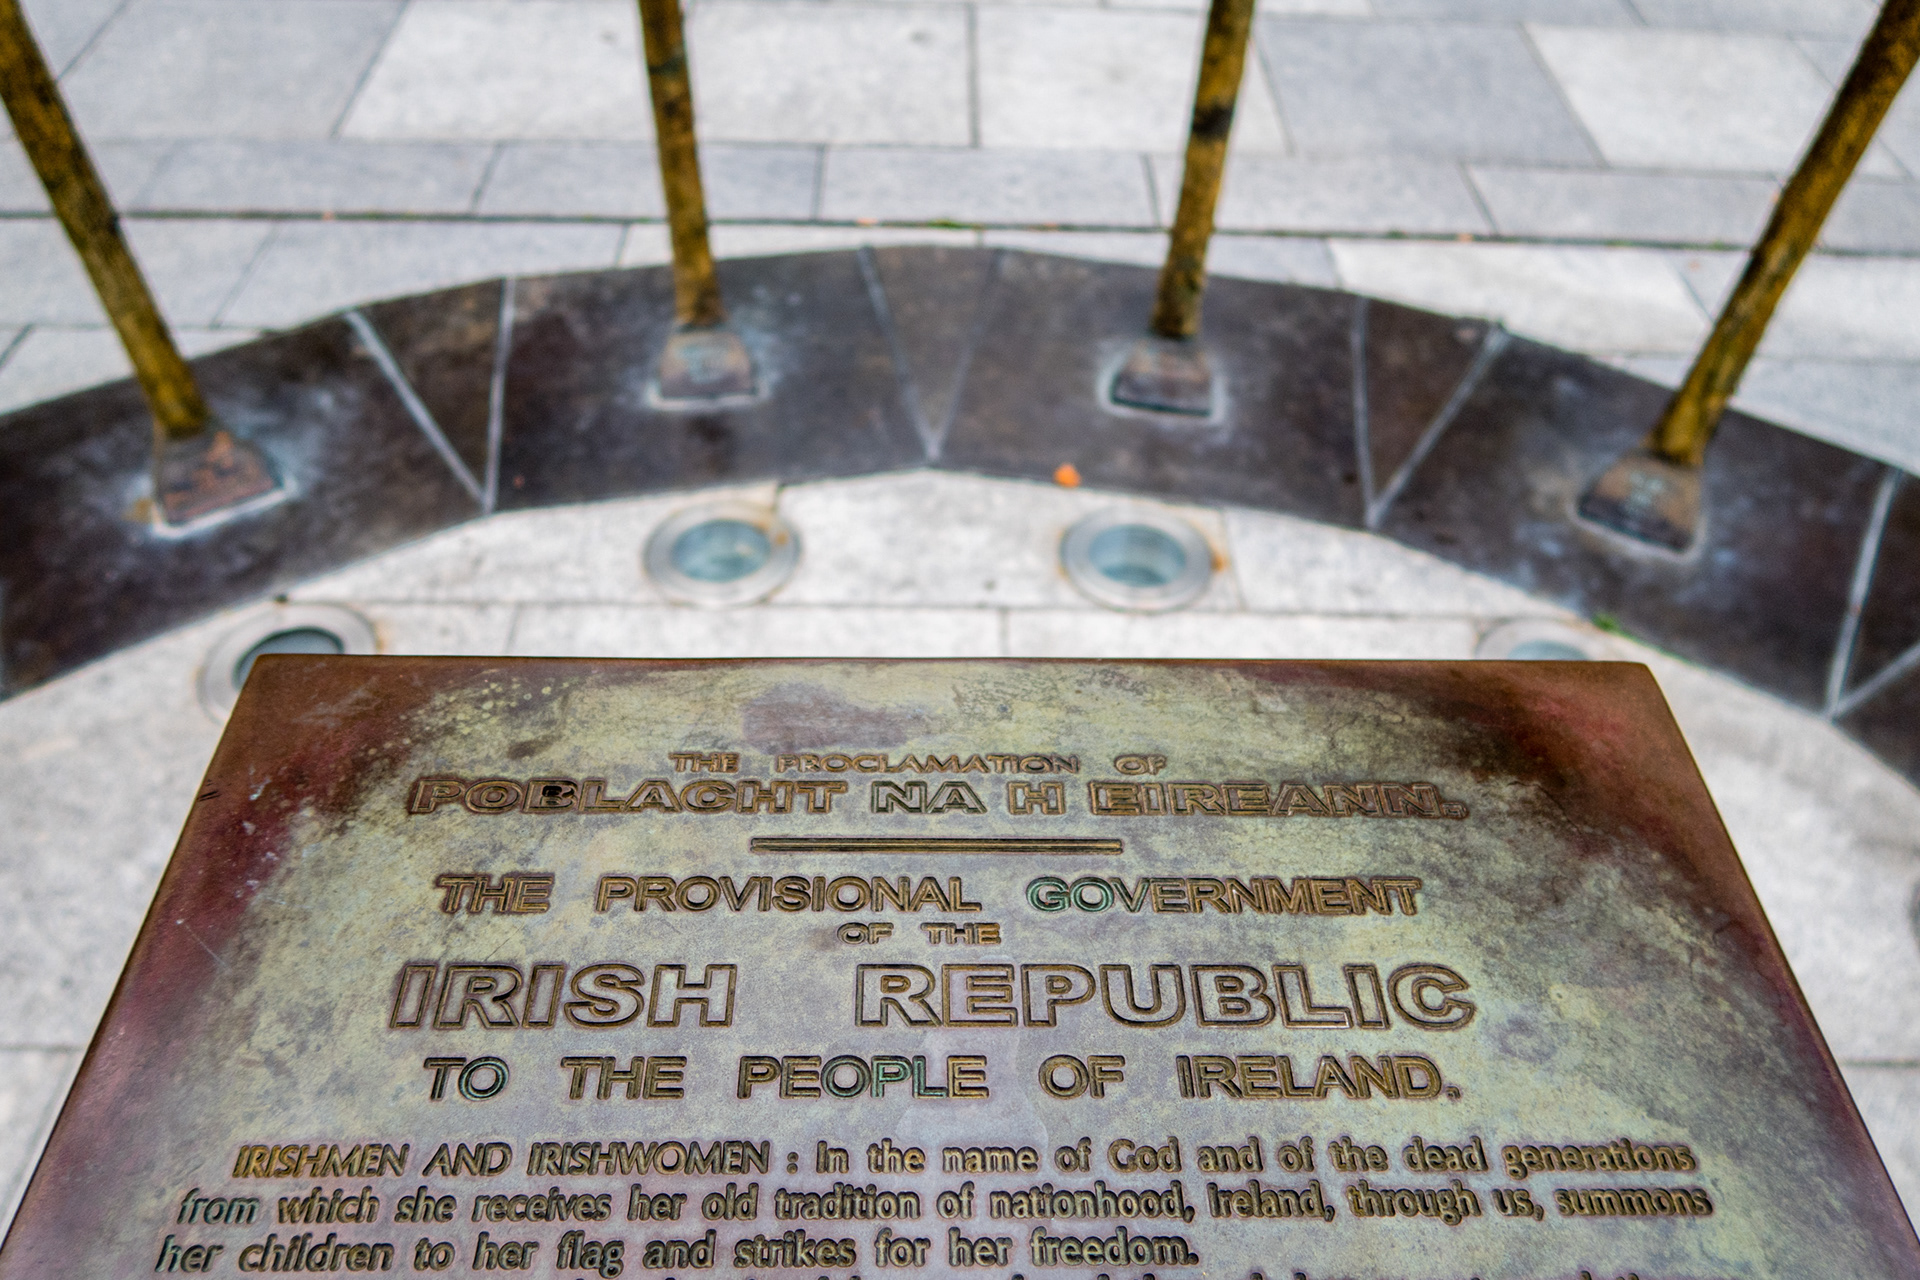 THE PROCLAMATION OF
POBLACHT NA H EIREANN.
THE PROVISIONAL GOVERNMENT
OF THE
IRISH REPUBLIC
TO THE PEOPLE OF IRELAND.
IRISHMEN AND IRISHWOMEN : In the name of God and of the dead generations
from which she receives her old tradition of nationhood, Ireland, through us, summons
her children to her flag and strikes for her freedom.